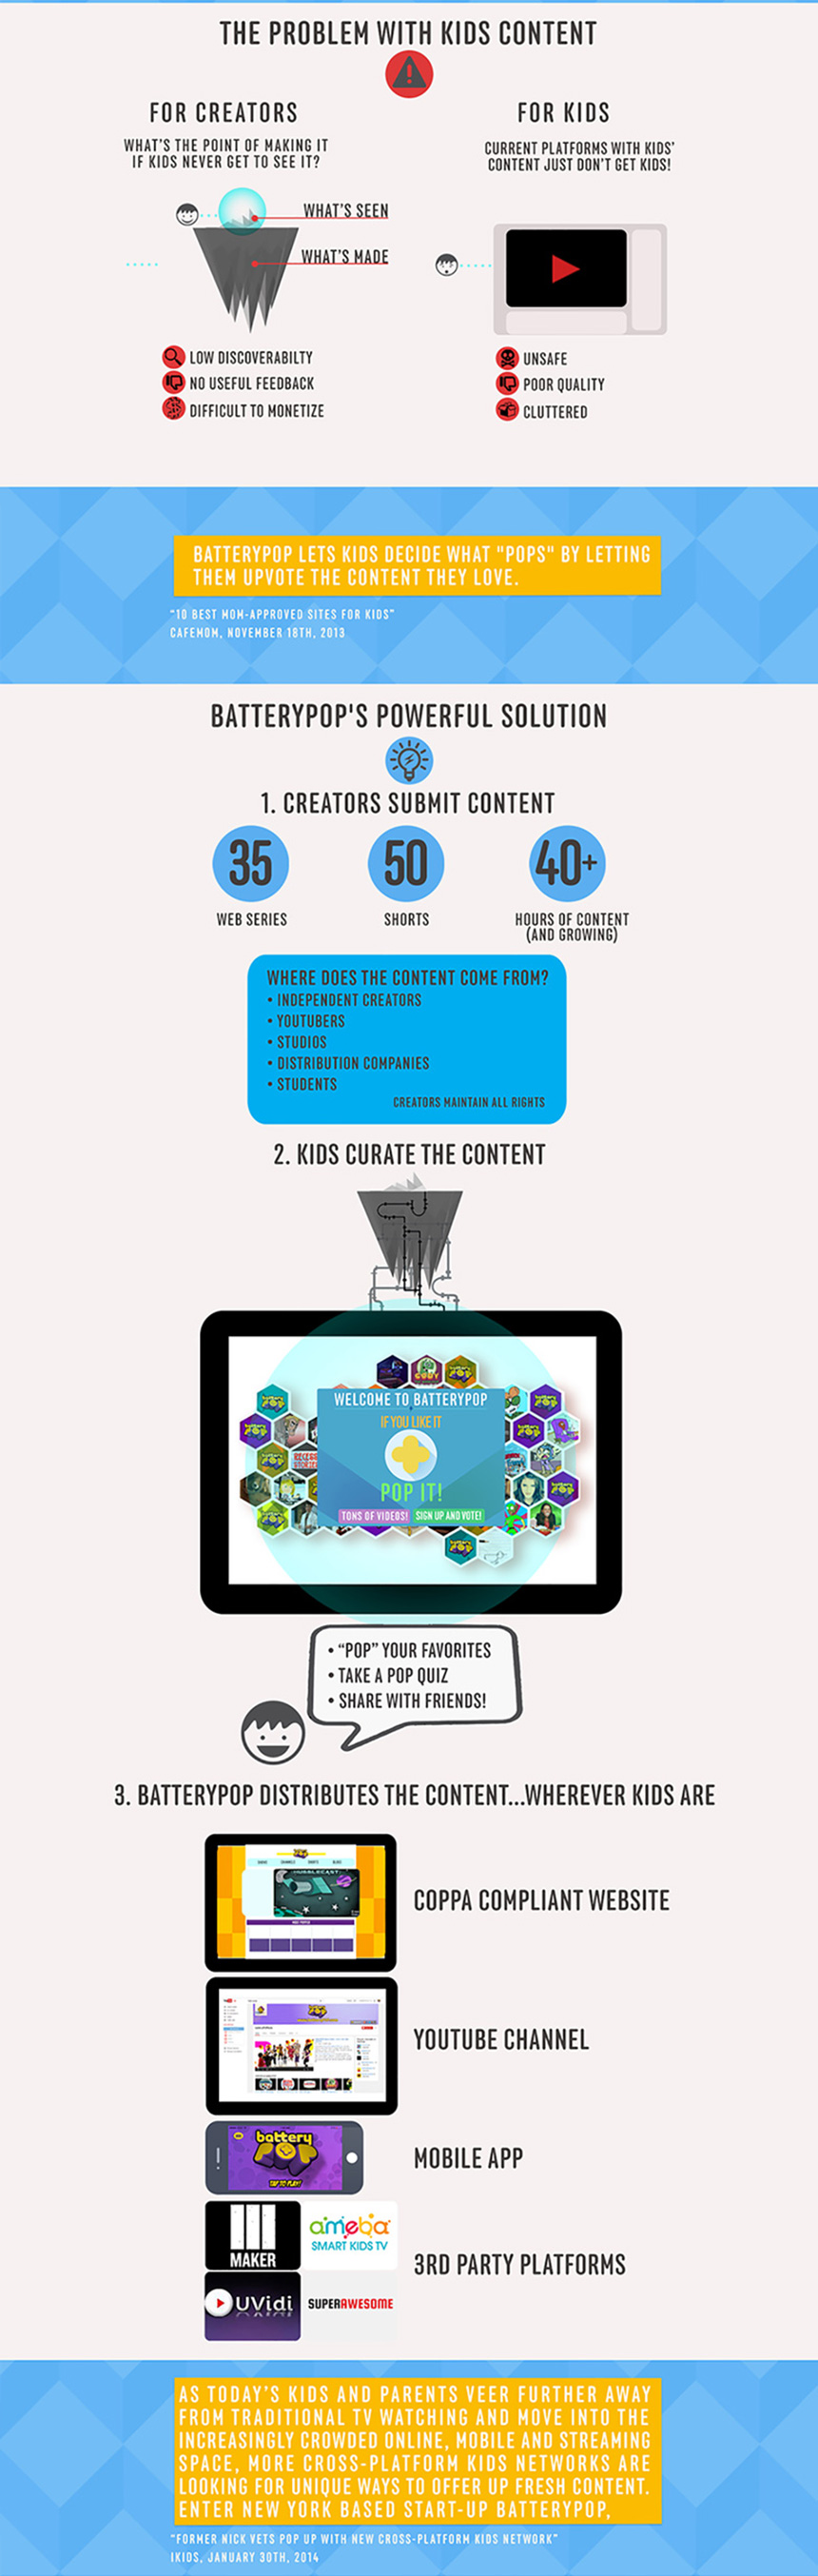 THE PROBLEM WITH KIDS CONTENT
FOR CREATORS
WHAT'S THE POINT OF MAKING IT
IF KIDS NEVER GET TO SEE IT?
WHAT'S SEEN
WHAT'S MADE
LOW DISCOVERABILTY
NO USEFUL FEEDBACK
DIFFICULT TO MONETIZE
FOR KIDS
CURRENT PLATFORMS WITH KIDS'
CONTENT JUST DON'T GET KIDS!
UNSAFE
POOR QUALITY
CLUTTERED
BATTERYPOP LETS KIDS DECIDE WHAT "POPS" BY LETTING
THEM UPVOTE THE CONTENT THEY LOVE.
"10 BEST MOM-APPROVED SITES FOR KIDS"
CAFEMOM, NOVEMBER 18TH, 2013
BATTERYPOP'S POWERFUL SOLUTION
1. CREATORS SUBMIT CONTENT
35
WEB SERIES
50
SHORTS
40+
HOURS OF CONTENT
(AND GROWING)
WHERE DOES THE CONTENT COME FROM?
• INDEPENDENT CREATORS
• YOUTUBERS
• STUDIOS
• DISTRIBUTION COMPANIES
• STUDENTS
CREATORS MAINTAIN ALL RIGHTS
2. KIDS CURATE THE CONTENT
WELCOME TO BATTERYPOP
IF YOU LIKE IT
POP IT!
TONS OF VIDEOS! SIGN UP AND VOTE!
• "POP" YOUR FAVORITES
• TAKE A POP QUIZ
• SHARE WITH FRIENDS!
3. BATTERYPOP DISTRIBUTES THE CONTENT...WHEREVER KIDS ARE
COPPA COMPLIANT WEBSITE
YOUTUBE CHANNEL
battery
POP
TAP TO PLAY!
MOBILE APP
MAKER
ameba
SMART KIDS TV
UVidi
SUPERAWESOME
3RD PARTY PLATFORMS
AS TODAY'S KIDS AND PARENTS VEER FURTHER AWAY
FROM TRADITIONAL TV WATCHING AND MOVE INTO THE
INCREASINGLY CROWDED ONLINE, MOBILE AND STREAMING
SPACE, MORE CROSS-PLATFORM KIDS NETWORKS ARE
LOOKING FOR UNIQUE WAYS TO OFFER UP FRESH CONTENT.
ENTER NEW YORK BASED START-UP BATTERYPOP,
"FORMER NICK VETS POP UP WITH NEW CROSS-PLATFORM KIDS NETWORK"
IKIDS, JANUARY 30TH, 2014